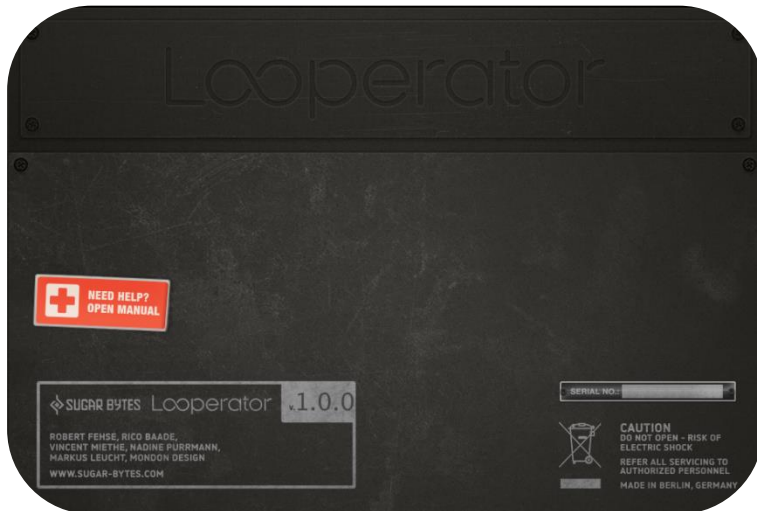 Looperator
NEED HELP?
OPEN MANUAL
SUGAR BYTES Looperator v.1.0.0
ROBERT FEHSE, RICO BAADE,
VINCENT MIETHE, NADINE PURRMANN,
MARKUS LEUCHT, MONDON DESIGN
WWW.SUGAR-BYTES.COM
SERIAL NO.:
CAUTION
DO NOT OPEN - RISK OF
ELECTRIC SHOCK
REFER ALL SERVICING TO
AUTHORIZED PERSONNEL
MADE IN BERLIN, GERMANY